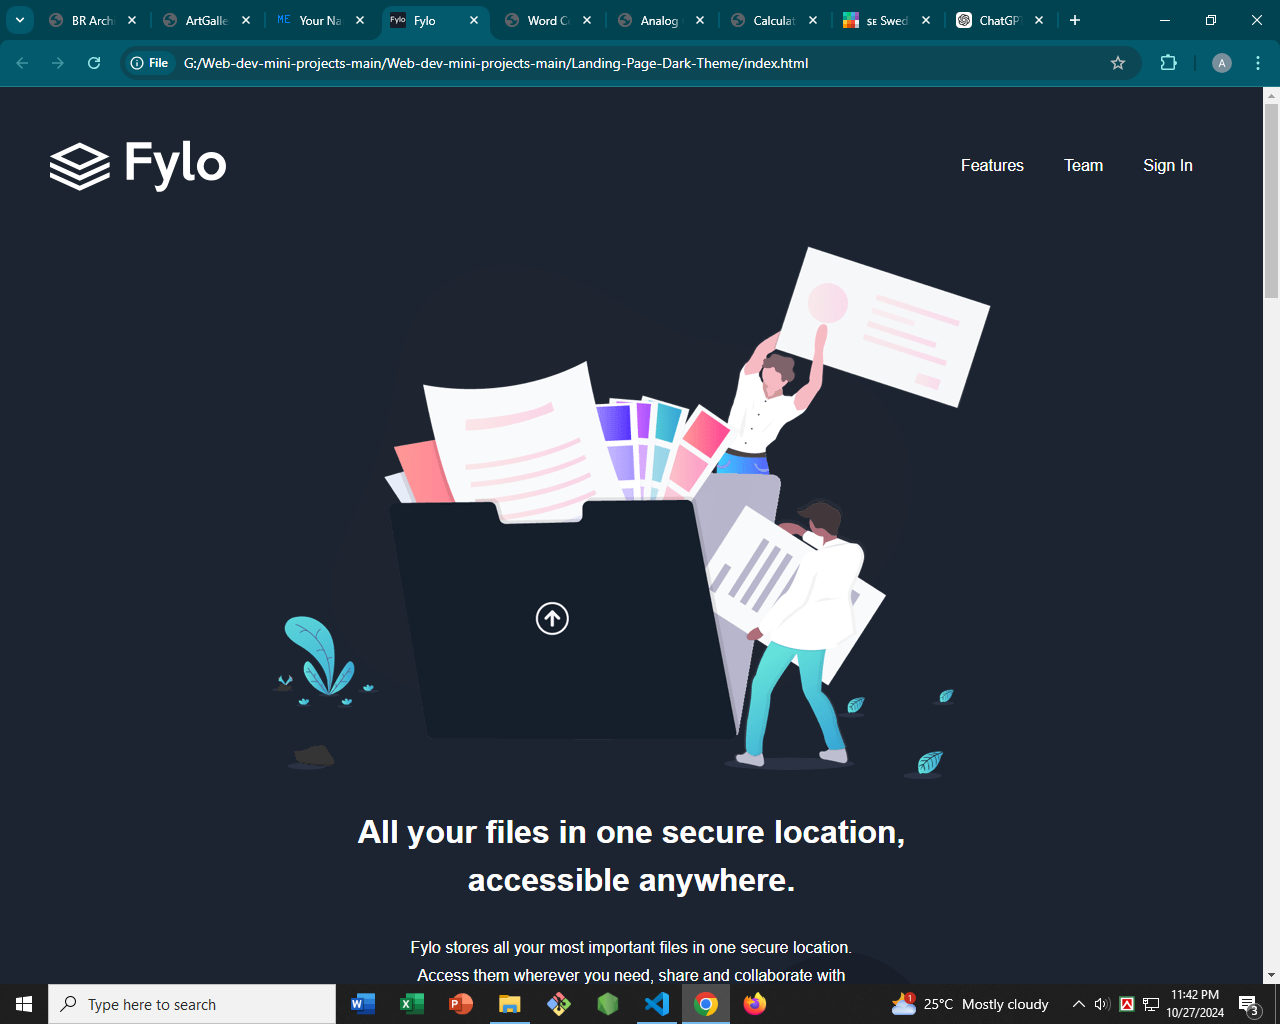 BR Archi
ArtGalle
Your Na
Fylo
Fylo
Word C
Analog
Calculat
SE Swed
ChatGP
File
G:/Web-dev-mini-projects-main/Web-dev-mini-projects-main/Landing-Page-Dark-Theme/index.html
A
Fylo
Features
Team
Sign In
All your files in one secure location,
accessible anywhere.
Fylo stores all your most important files in one secure location.
Access them wherever you need, share and collaborate with
Type here to search
1
25°C Mostly cloudy
11:42 PM
10/27/2024
3